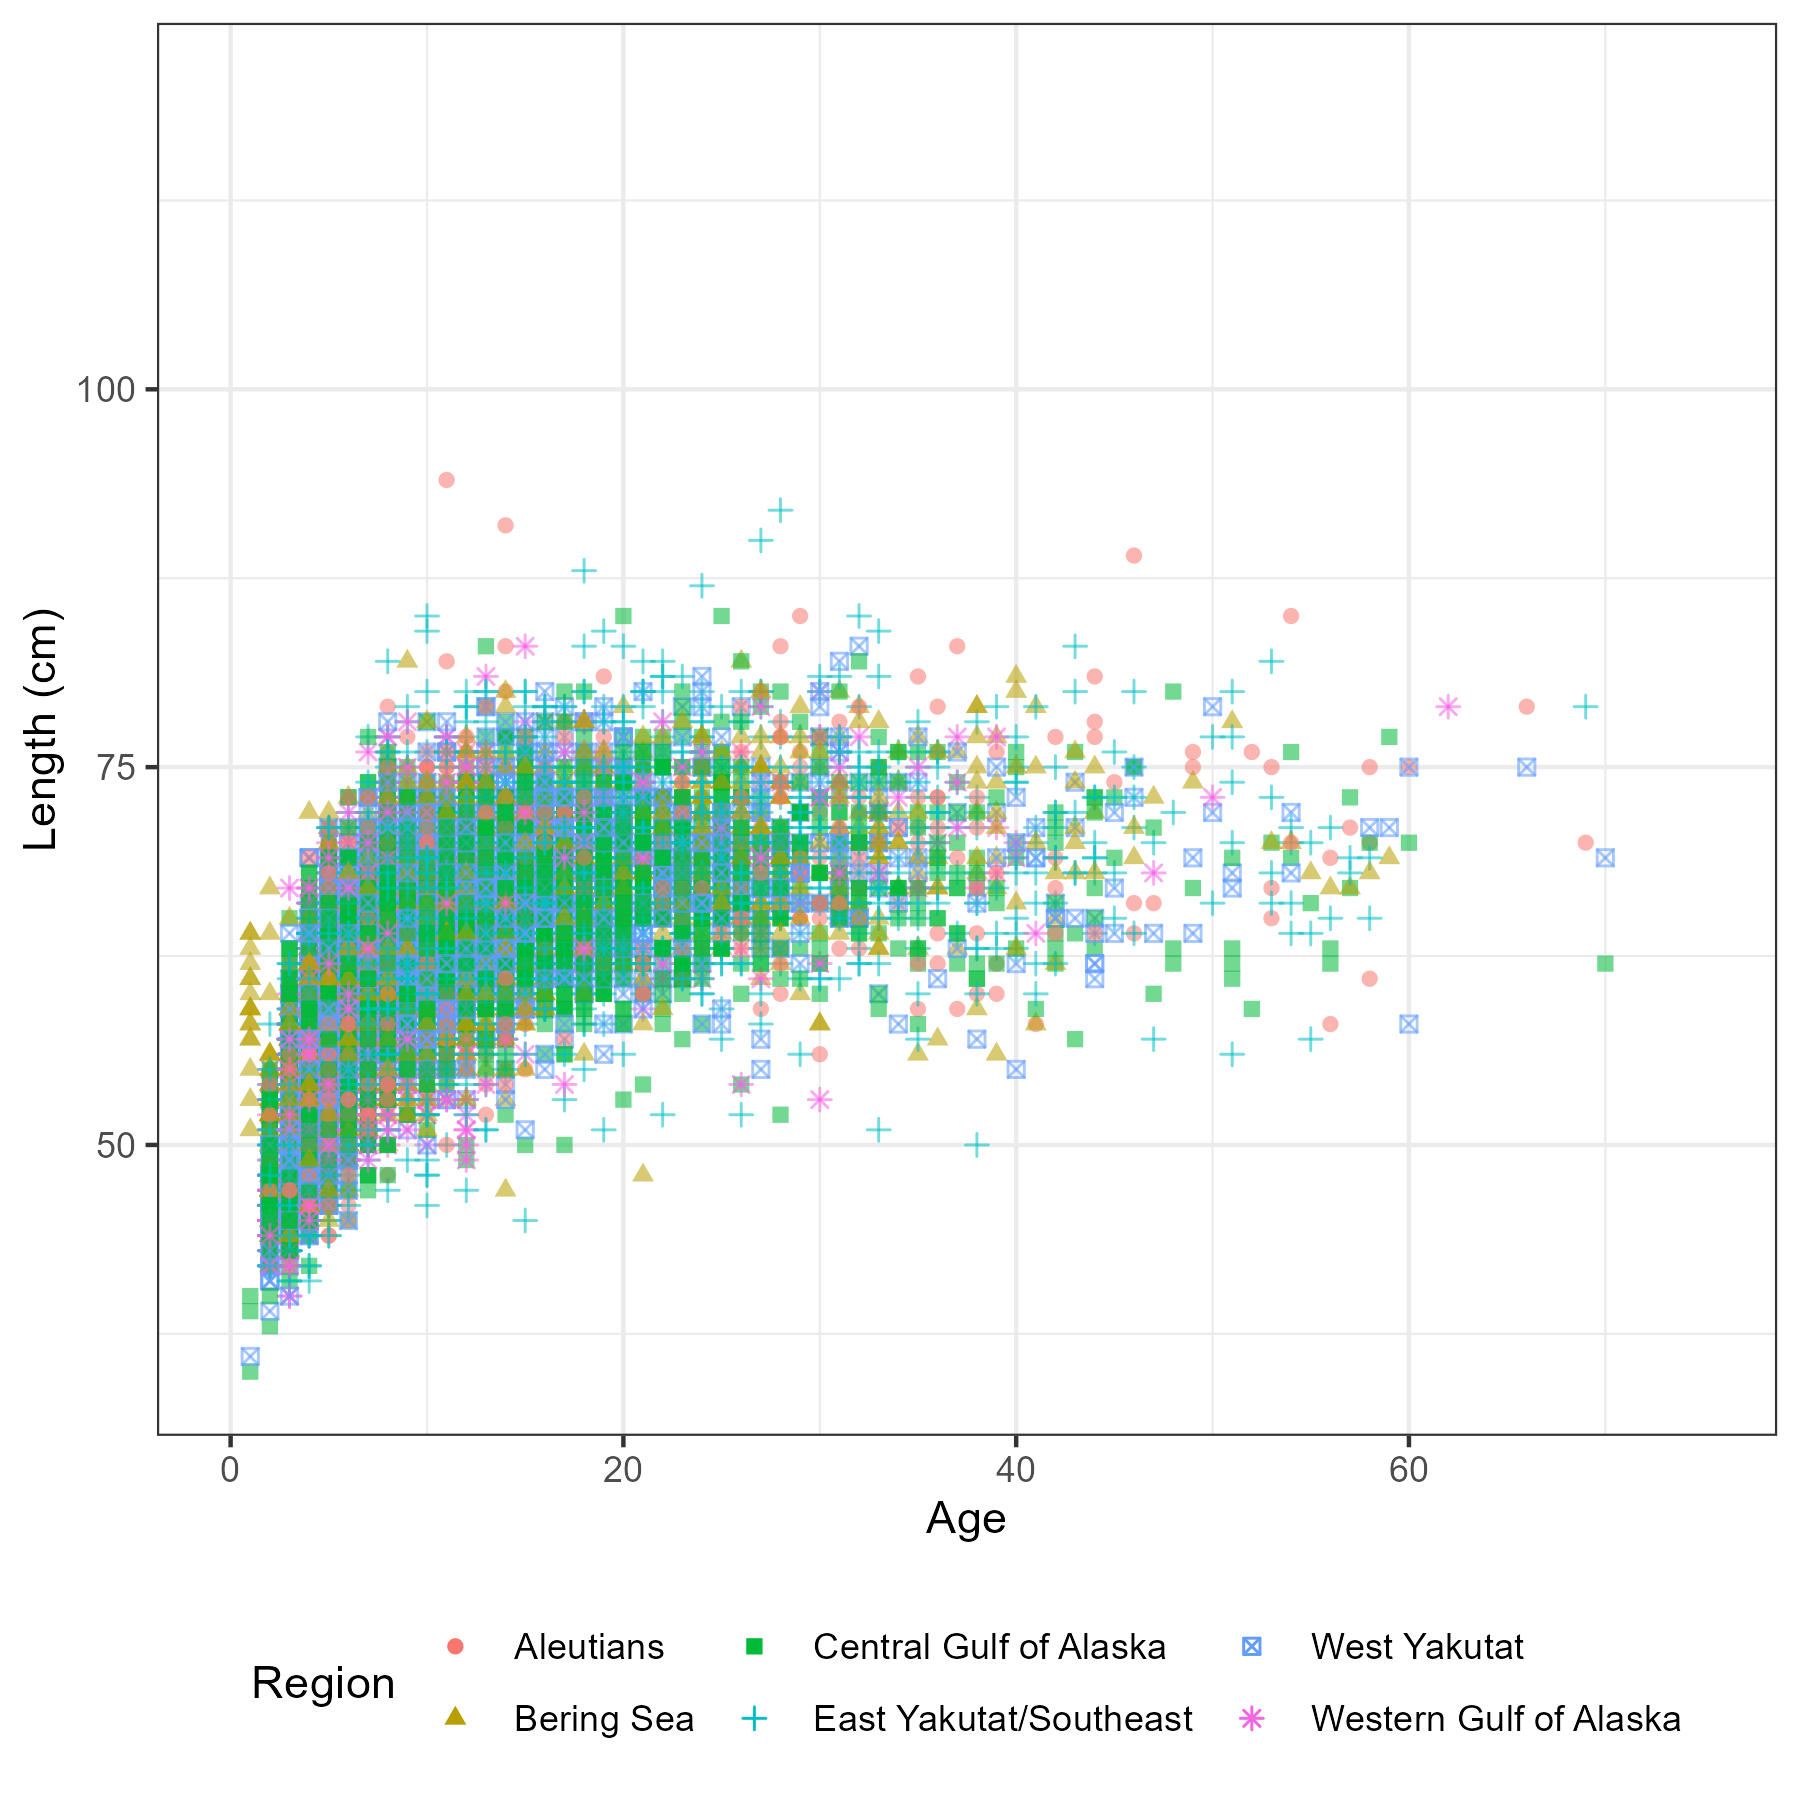 Length (cm)
100
75
50
0 20 40 60
Age
Region
Aleutians Central Gulf of Alaska West Yakutat
Bering Sea East Yakutat/Southeast Western Gulf of Alaska